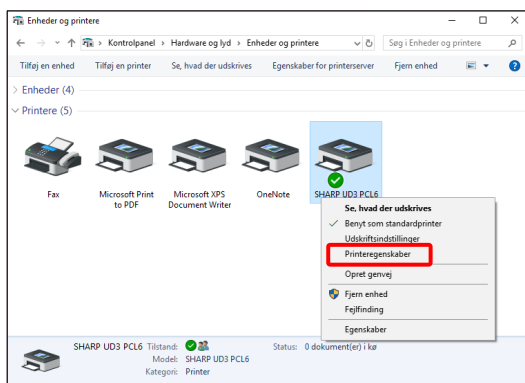 Enheder og printere
Kontrolpanel > Hardware og lyd > Enheder og printere
Søg i Enheder og printere
Tilføj en enhed Tilføj en printer Se, hvad der udskrives Egenskaber for printerserver Fjern enhed
Enheder (4)
Printere (5)
Fax
Microsoft Print to PDF
Microsoft XPS Document Writer
OneNote
SHARP UD3 PCL6
Se, hvad der udskrives
Benyt som standardprinter
Udskriftsindstillinger
Printeregenskaber
Opret genvej
Fjern enhed
Fejlfinding
Egenskaber
SHARP UD3 PCL6 Tilstand: Status: 0 dokument(er) i kø
Model: SHARP UD3 PCL6
Kategori: Printer